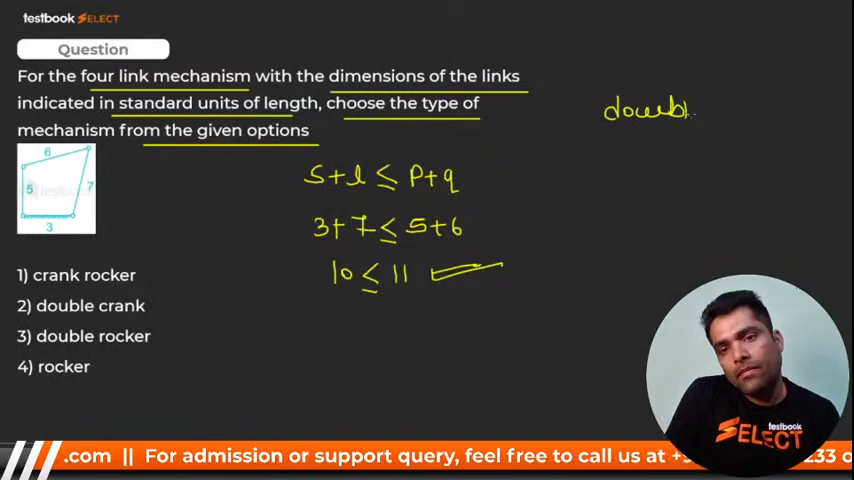 testbook SELECT
Question
For the four link mechanism with the dimensions of the links
indicated in standard units of length, choose the type of
mechanism from the given options
6
5
7
3
1) crank rocker
2) double crank
3) double rocker
4) rocker
S+l ≤ P+q
3+7 ≤ 5+6
10 ≤ 11
doub
testbook
SELECT
.com || For admission or support query, feel free to call us at +9 233 o